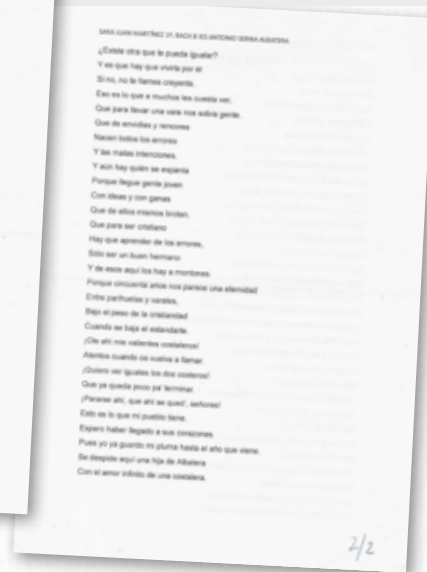 SARA JUAN MARTÍNEZ 1º. BACH B IES ANTONIO SERNA ALBATERA
¿Existe otra que te pueda igualar?
Y es que hay que vivirla por él
Si no, no te llames creyente.
Eso es lo que a muchos les cuesta ver,
Que para llevar una vara nos sobra gente.
Que de envidias y rencores
Nacen todos los errores
Y las malas intenciones.
Y aún hay quién se espanta
Porque llegue gente joven
Con ideas y con ganas
Que de ellos mismos broten.
Que para ser cristiano
Hay que aprender de los errores,
Sólo ser un buen hermano
Y de esos aquí los hay a montones.
Porque cincuenta años nos parece una eternidad
Entre parihuelas y varales,
Bajo el peso de la cristiandad
Cuando se baja el estandarte.
¡Ole ahí mis valientes costaleros!
Atentos cuando os vuelva a llamar.
¡Quiero ver iguales los dos costeros!
Que ya queda poco pa' terminar.
¡Pararse ahí, que ahí se quedó', señores!
Esto es lo que mi pueblo tiene.
Espero haber llegado a sus corazones
Pues yo ya guardo mi pluma hasta el año que viene.
Se despide aquí una hija de Albatera
Con el amor infinito de una costalera.
2/2